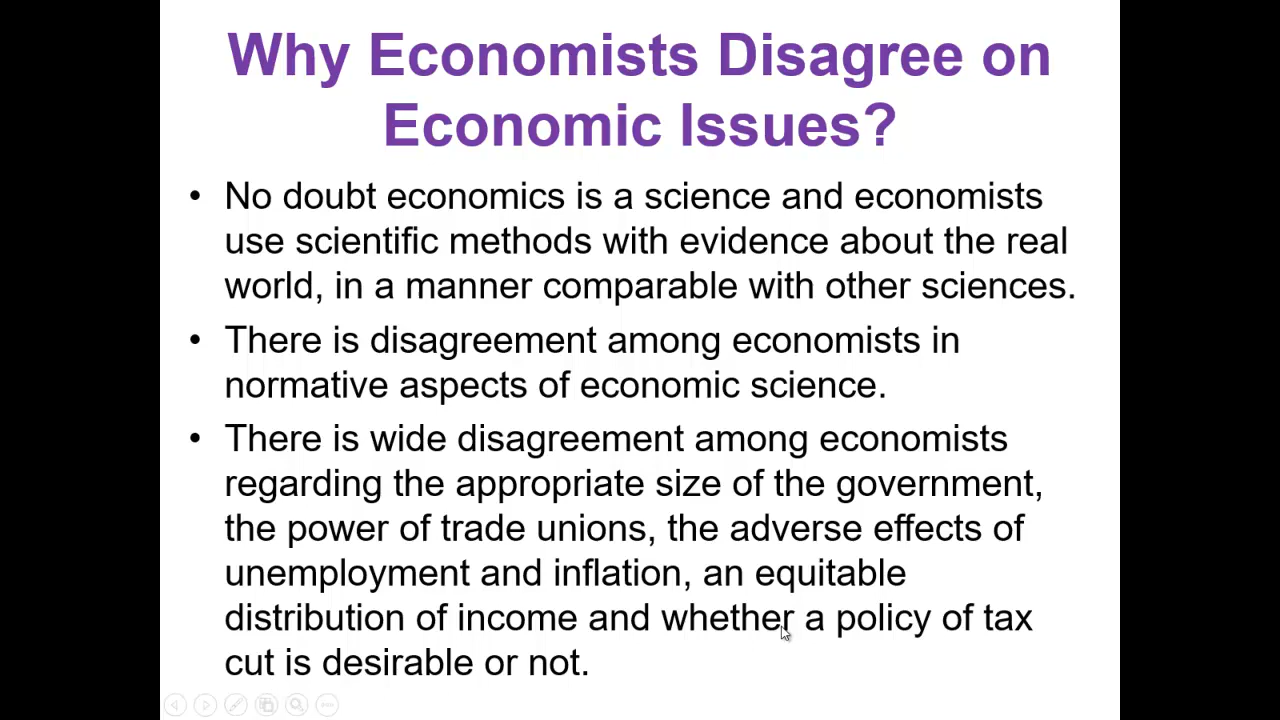 Why Economists Disagree on
Economic Issues?
• No doubt economics is a science and economists
use scientific methods with evidence about the real
world, in a manner comparable with other sciences.
• There is disagreement among economists in
normative aspects of economic science.
• There is wide disagreement among economists
regarding the appropriate size of the government,
the power of trade unions, the adverse effects of
unemployment and inflation, an equitable
distribution of income and whether a policy of tax
cut is desirable or not.